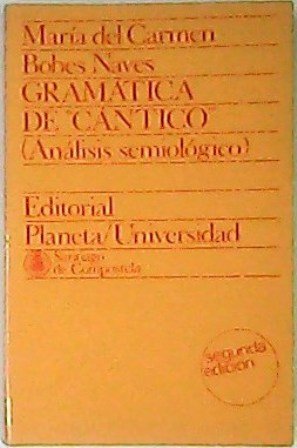 María del Carmen
Bobes Naves
GRAMÁTICA
DE "CÁNTICO"
(Análisis semiológico)
Editorial
Planeta/Universidad
Santiago
de Compostela
segunda
edición